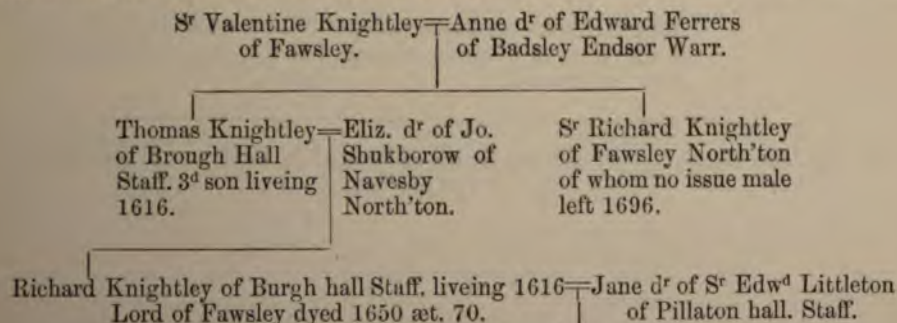 Sʳ Valentine Knightley=Anne dʳ of Edward Ferrers
of Fawsley. of Badsley Endsor Warr.
Thomas Knightley=Eliz. dʳ of Jo.
of Brough Hall Shukborow of
Staff. 3ᵈ son liveing Navesby
1616. North'ton.
Sʳ Richard Knightley
of Fawsley North'ton
of whom no issue male
left 1696.
Richard Knightley of Burgh hall Staff. liveing 1616=Jane dʳ of Sʳ Edwᵈ Littleton
Lord of Fawsley dyed 1650 æt. 70. of Pillaton hall. Staff.